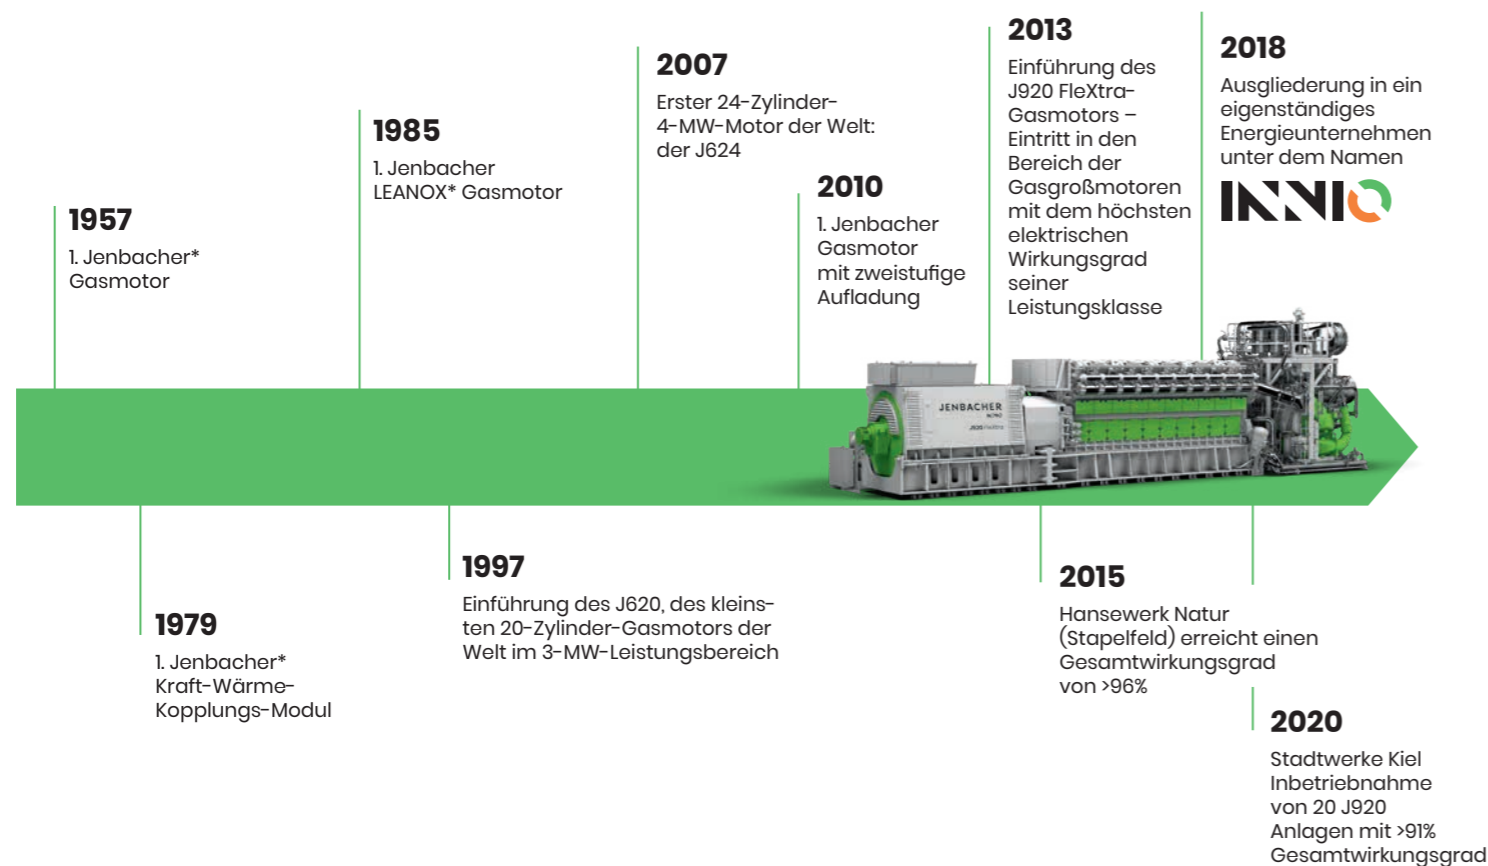 1957
1. Jenbacher*
Gasmotor
1985
1. Jenbacher
LEANOX* Gasmotor
2007
Erster 24-Zylinder-
4-MW-Motor der Welt:
der J624
2010
1. Jenbacher
Gasmotor
mit zweistufige
Aufladung
2013
Einführung des
J920 FleXtra-
Gasmotors –
Eintritt in den
Bereich der
Gasgroßmotoren
mit dem höchsten
elektrischen
Wirkungsgrad
seiner
Leistungsklasse
2018
Ausgliederung in ein
eigenständiges
Energieunternehmen
unter dem Namen
INNIO
JENBACHER
INNIO
J920 FleXtra
1979
1. Jenbacher*
Kraft-Wärme-
Kopplungs-Modul
1997
Einführung des J620, des kleins-
ten 20-Zylinder-Gasmotors der
Welt im 3-MW-Leistungsbereich
2015
Hansewerk Natur
(Stapelfeld) erreicht einen
Gesamtwirkungsgrad
von >96%
2020
Stadtwerke Kiel
Inbetriebnahme
von 20 J920
Anlagen mit >91%
Gesamtwirkungsgrad